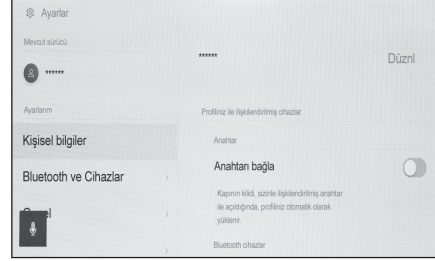 Ayarlar
Mevcut sürücü
******
Ayarlarım
Kişisel bilgiler
Bluetooth ve Cihazlar
******
Düznl
Profiliniz ile ilişkilendirilmiş cihazlar.
Anahtar
Anahtarı bağla
Kapının kilidi, sizinle ilişkilendirilmiş anahtar
ile açıldığında, profiliniz otomatik olarak
yüklenir.
Bluetooth cihazlar